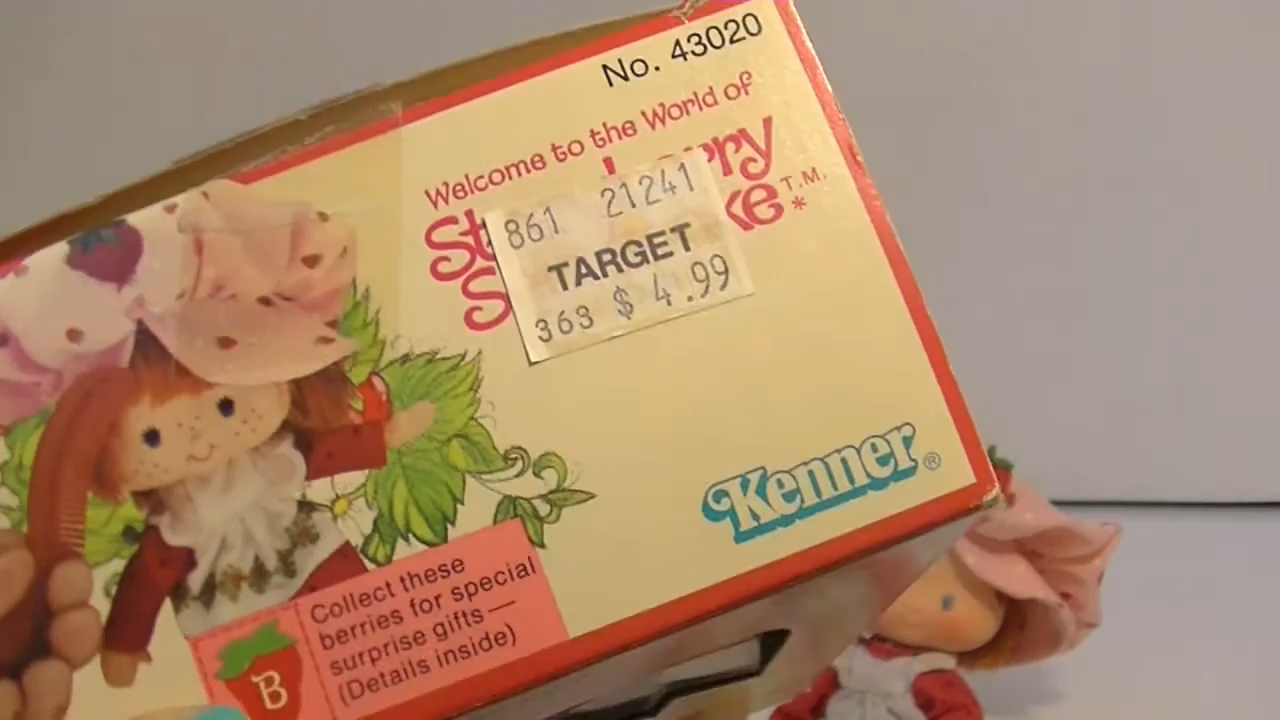 No. 43020
Welcome to the World of
861 21241
TARGET
363 $ 4.99
T.M.
*
Kenner®
Collect these
berries for special
surprise gifts—
(Details inside)
B